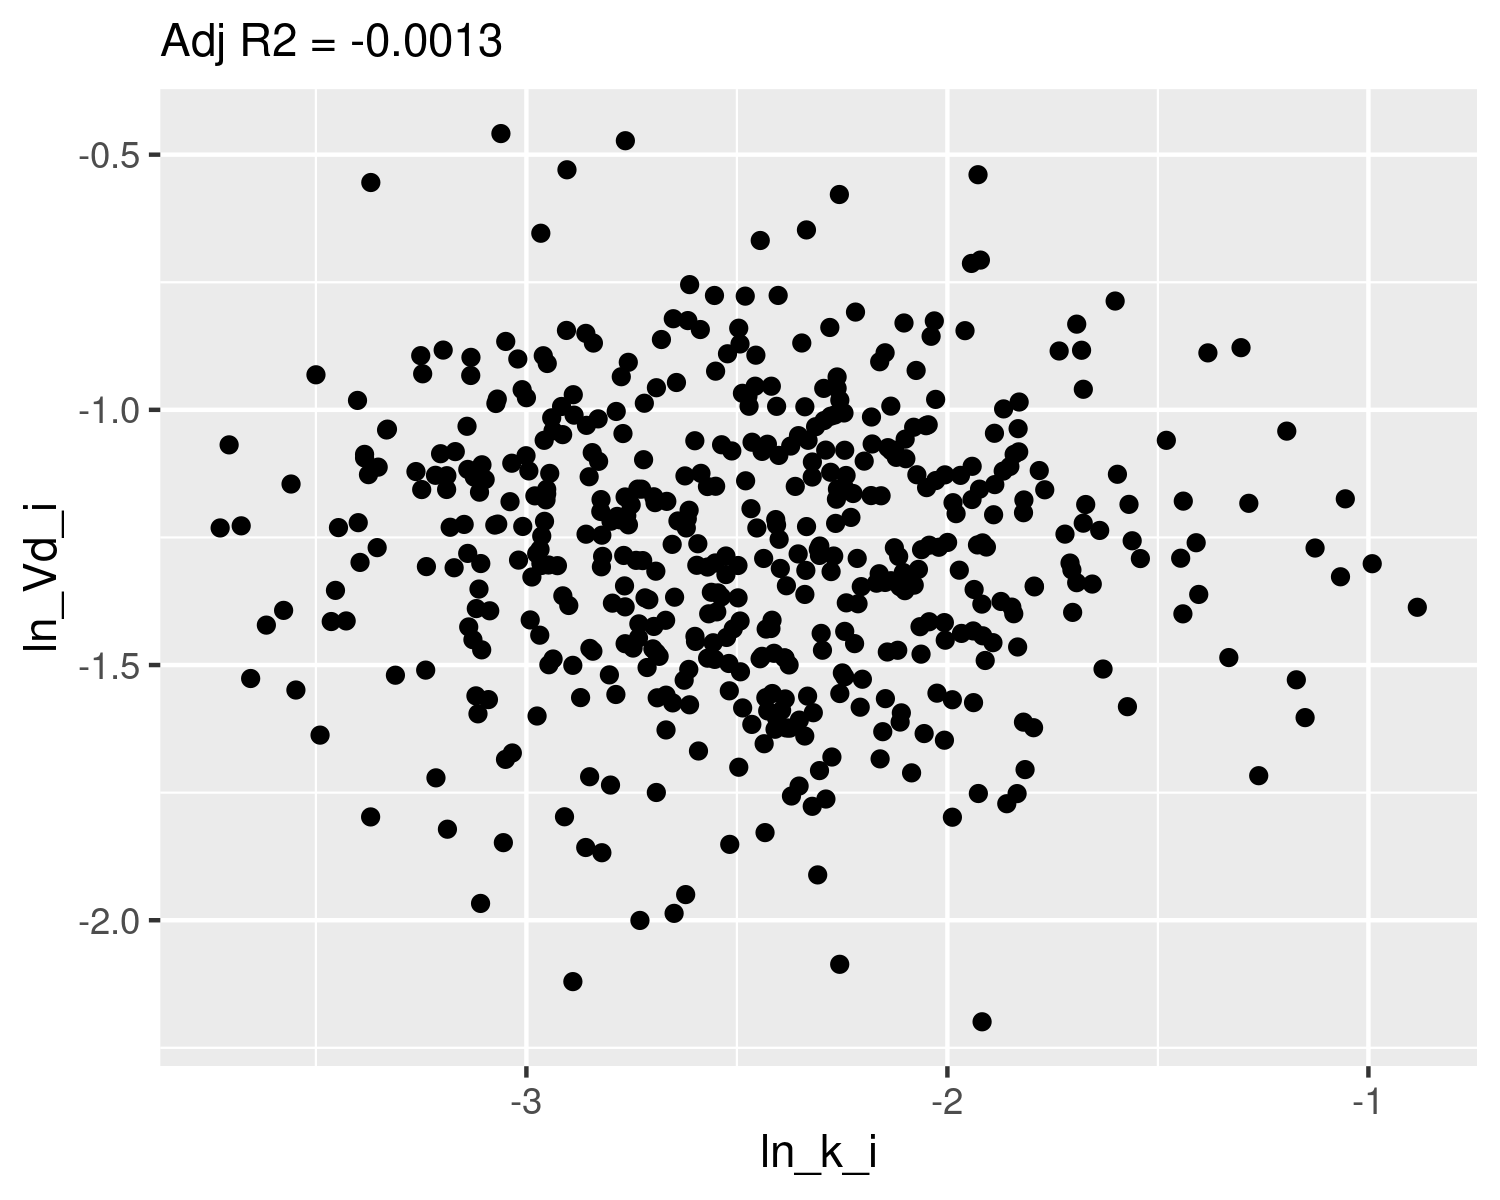 Adj R2 = -0.0013
-0.5
-1.0
-1.5
-2.0
ln_Vd_i
-3
-2
-1
ln_k_i